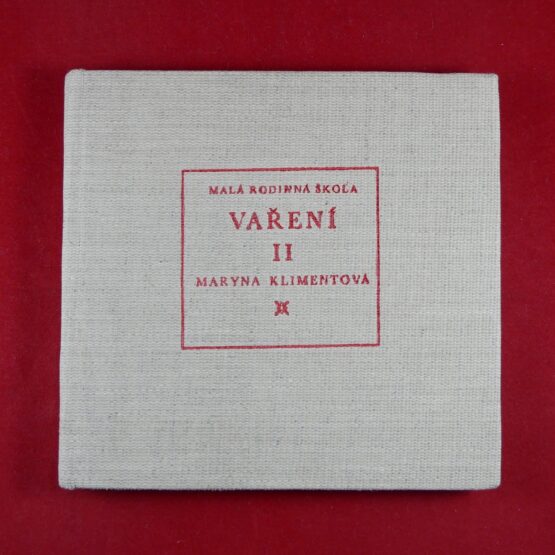 MALÁ RODINNÁ ŠKOLA
VAŘENÍ
II
MARYNA KLIMENTOVÁ